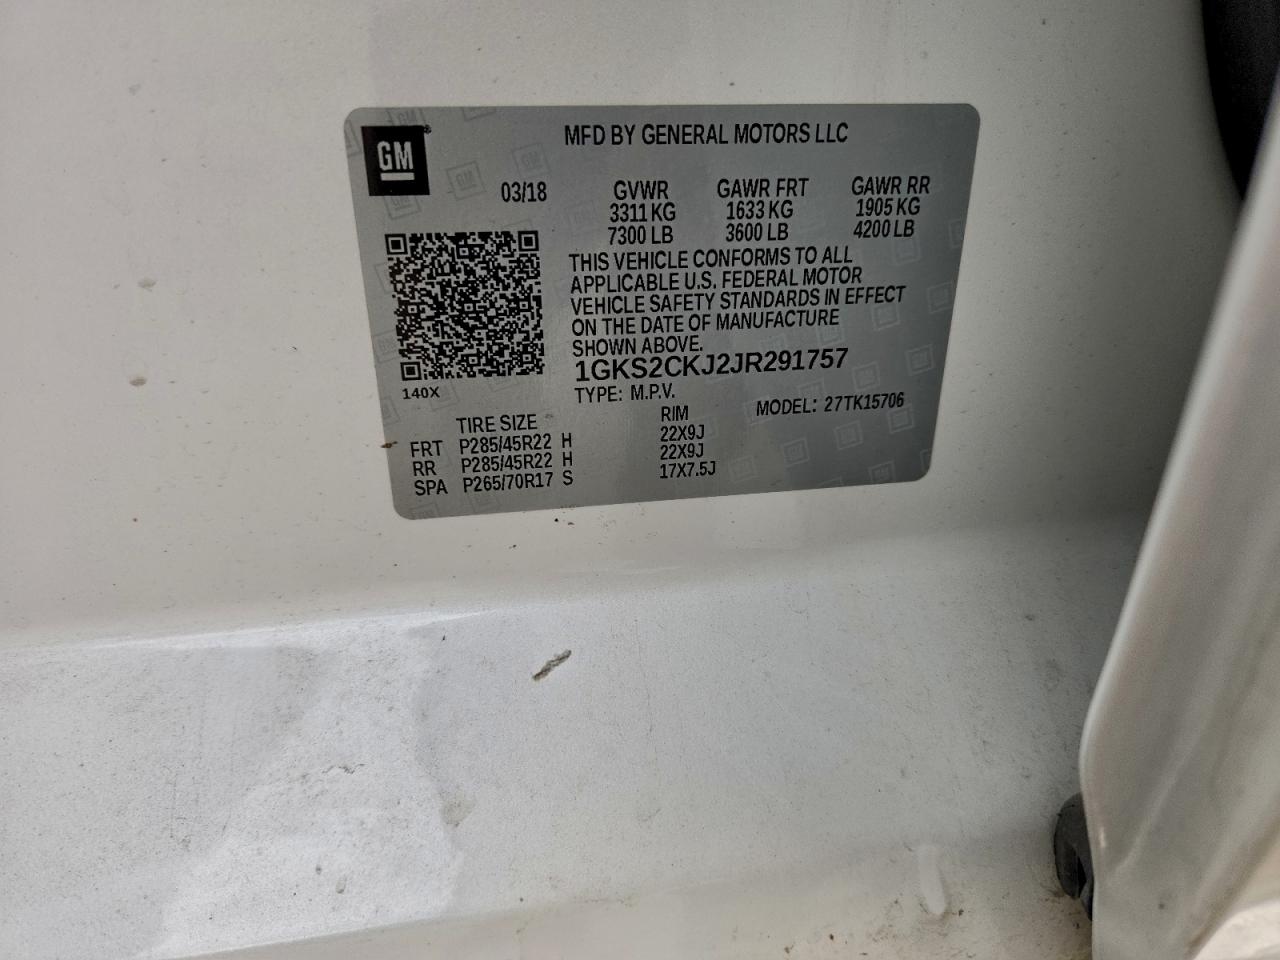 GM
MFD BY GENERAL MOTORS LLC
03/18 GVWR GAWR FRT GAWR RR
3311 KG 1633 KG 1905 KG
7300 LB 3600 LB 4200 LB
THIS VEHICLE CONFORMS TO ALL
APPLICABLE U.S. FEDERAL MOTOR
VEHICLE SAFETY STANDARDS IN EFFECT
ON THE DATE OF MANUFACTURE
SHOWN ABOVE.
1GKS2CKJ2JR291757
140X
TYPE: M.P.V. MODEL: 27TK15706
TIRE SIZE RIM
FRT P285/45R22 H 22X9J
RR P285/45R22 H 22X9J
SPA P265/70R17 S 17X7.5J